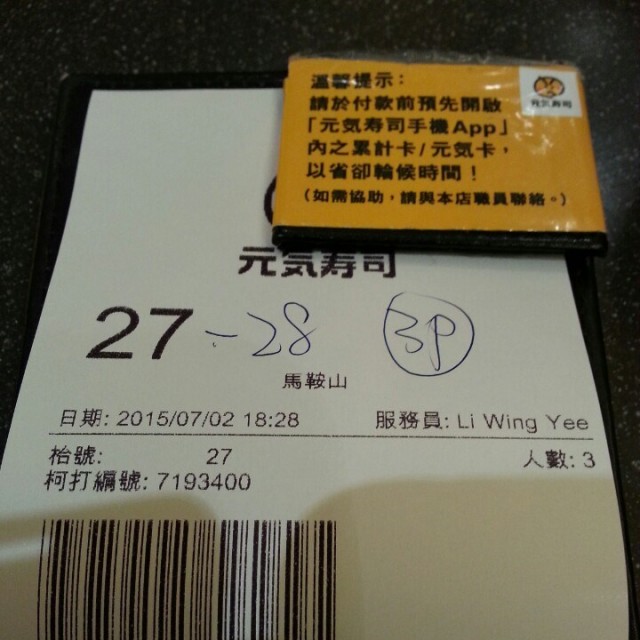 溫馨提示：
請於付款前預先開啟
「元気寿司手機App」
內之累計卡/元気卡，
以省卻輪候時間！
（如需協助，請與本店職員聯絡。）
元気寿司
元気寿司
27 - 28 3P
馬鞍山
日期: 2015/07/02 18:28 服務員: Li Wing Yee
枱號: 27 人數: 3
柯打編號: 7193400